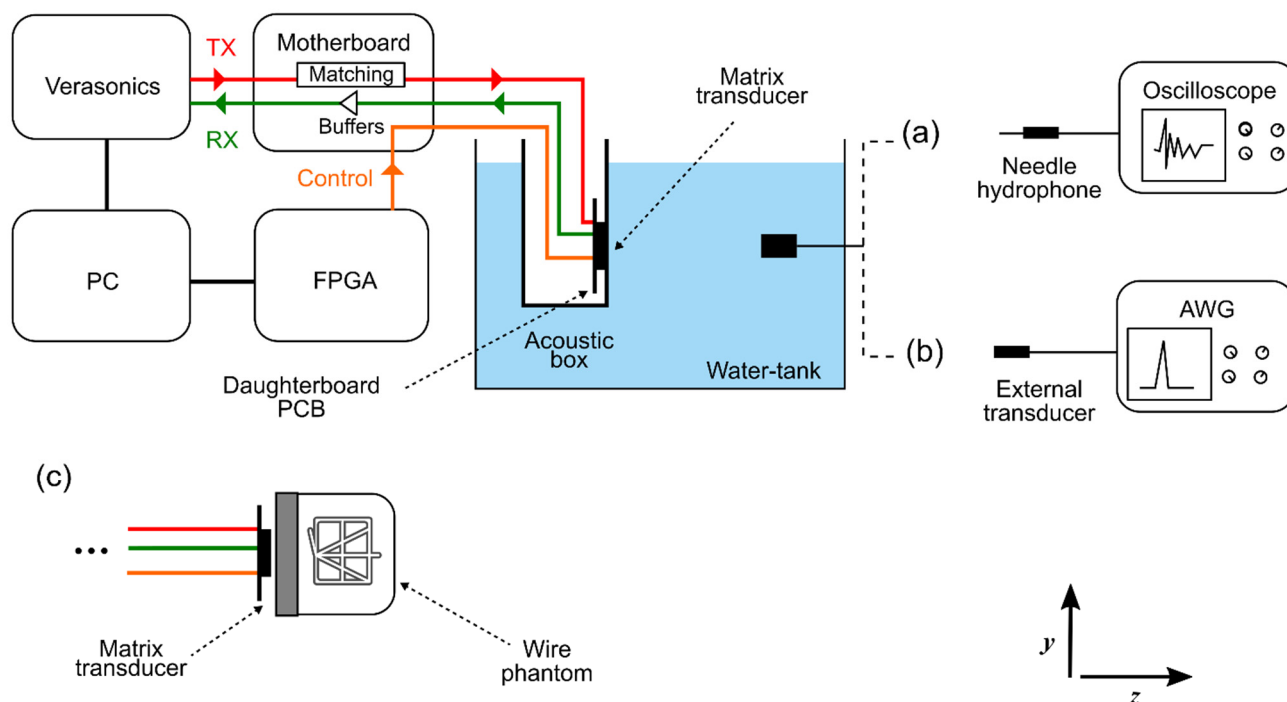 Verasonics
TX
RX
Motherboard
Matching
Buffers
Control
PC
FPGA
Matrix
transducer
Acoustic
box
Water-tank
Daughterboard
PCB
(a)
Needle
hydrophone
Oscilloscope
(b)
External
transducer
AWG
(c)
...
Matrix
transducer
Wire
phantom
y
z